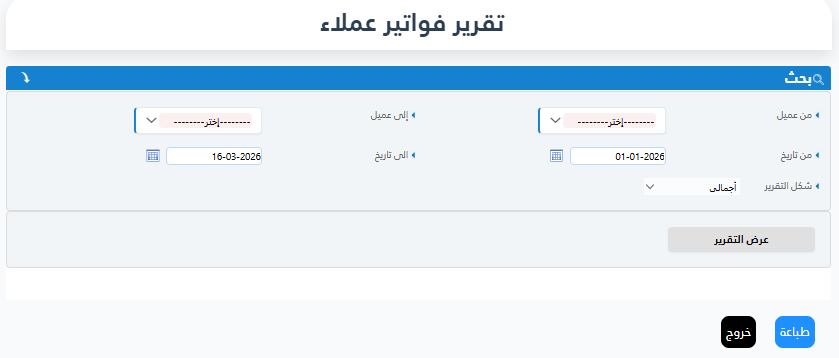 تقرير فواتير عملاء
بحث
من عميل --------إختر-------- إلى عميل --------إختر--------
من تاريخ 01-01-2026 الى تاريخ 16-03-2026
شكل التقرير أجمالى
عرض التقرير
طباعة خروج